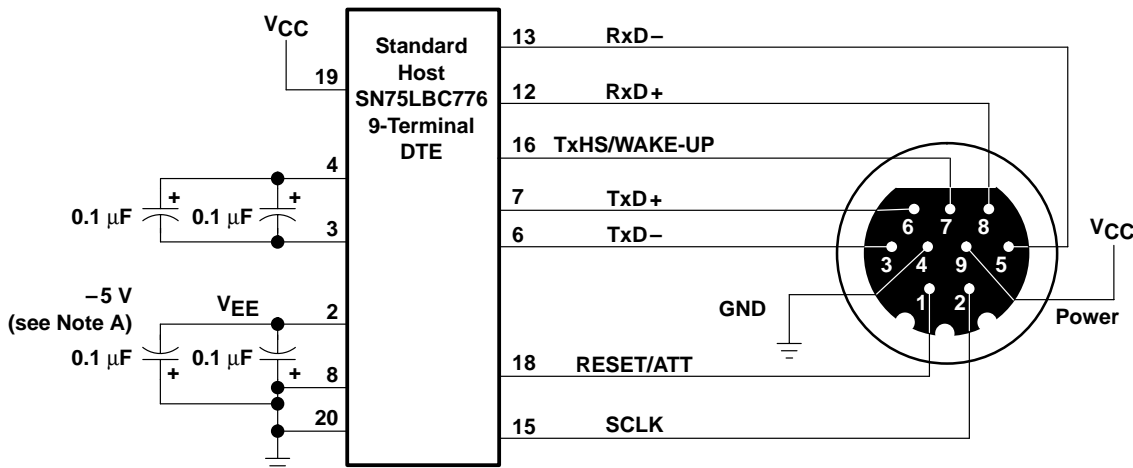 VCC
19
Standard
Host
SN75LBC776
9-Terminal
DTE
13 RxD−
12 RxD+
16 TxHS/WAKE-UP
7 TxD+
6 TxD−
4
+ +
0.1 μF 0.1 μF
3
−5 V
(see Note A)
VEE
2
0.1 μF 0.1 μF
+ +
8
20
18 RESET/ATT
15 SCLK
6 7 8
3 4 9 5
1 2
GND
VCC
Power